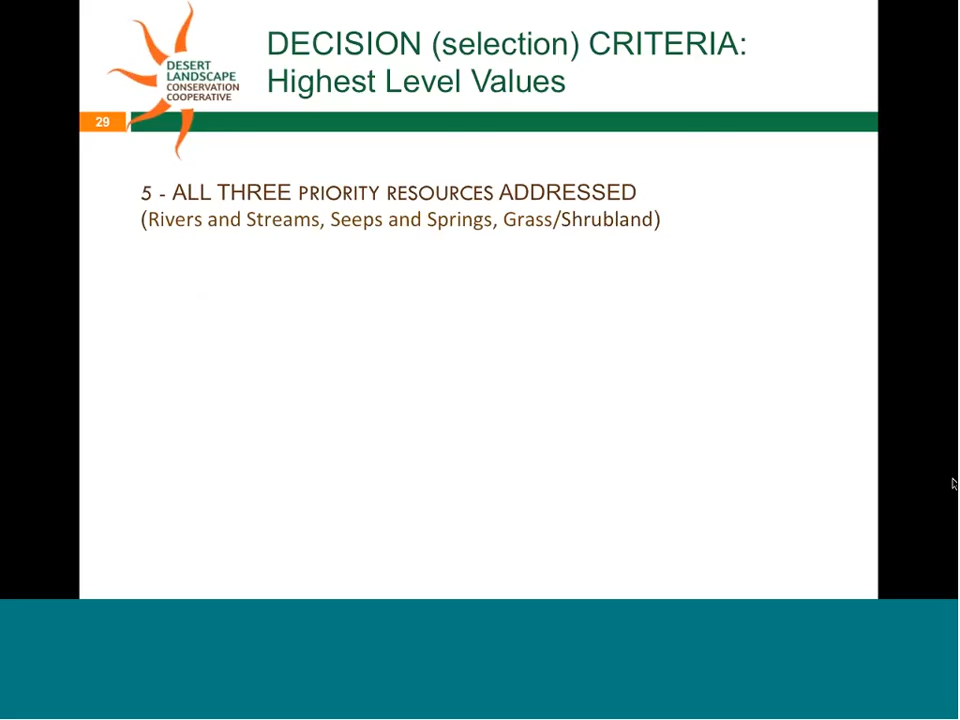 DESERT
LANDSCAPE
CONSERVATION
COOPERATIVE
DECISION (selection) CRITERIA:
Highest Level Values
29
5 - ALL THREE PRIORITY RESOURCES ADDRESSED
(Rivers and Streams, Seeps and Springs, Grass/Shrubland)